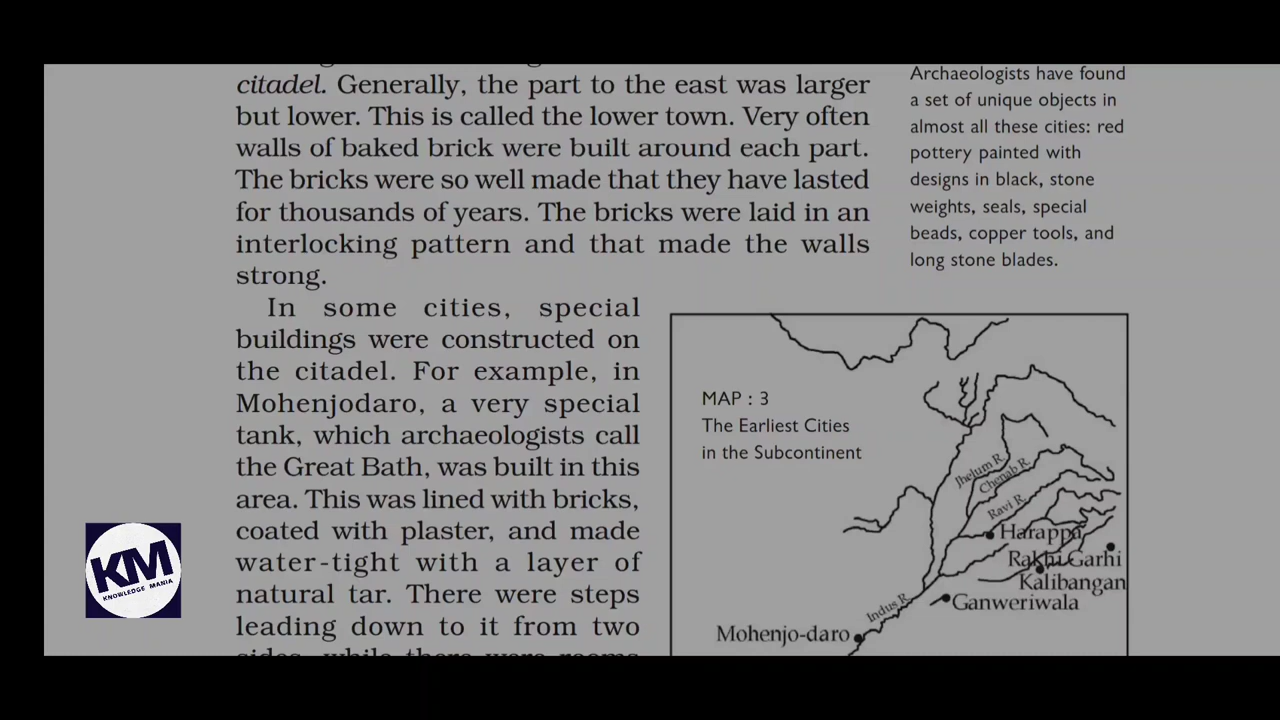 citadel. Generally, the part to the east was larger
but lower. This is called the lower town. Very often
walls of baked brick were built around each part.
The bricks were so well made that they have lasted
for thousands of years. The bricks were laid in an
interlocking pattern and that made the walls
strong.
In some cities, special
buildings were constructed on
the citadel. For example, in
Mohenjodaro, a very special
tank, which archaeologists call
the Great Bath, was built in this
area. This was lined with bricks,
coated with plaster, and made
water-tight with a layer of
natural tar. There were steps
leading down to it from two
sides, while there were rooms
Archaeologists have found
a set of unique objects in
almost all these cities: red
pottery painted with
designs in black, stone
weights, seals, special
beads, copper tools, and
long stone blades.
MAP : 3
The Earliest Cities
in the Subcontinent
Jhelum R.
Chenab R.
Ravi R.
Harappa
Rakhi Garhi
Kalibangan
Ganweriwala
Indus R.
Mohenjo-daro
KM
KNOWLEDGE MANIA